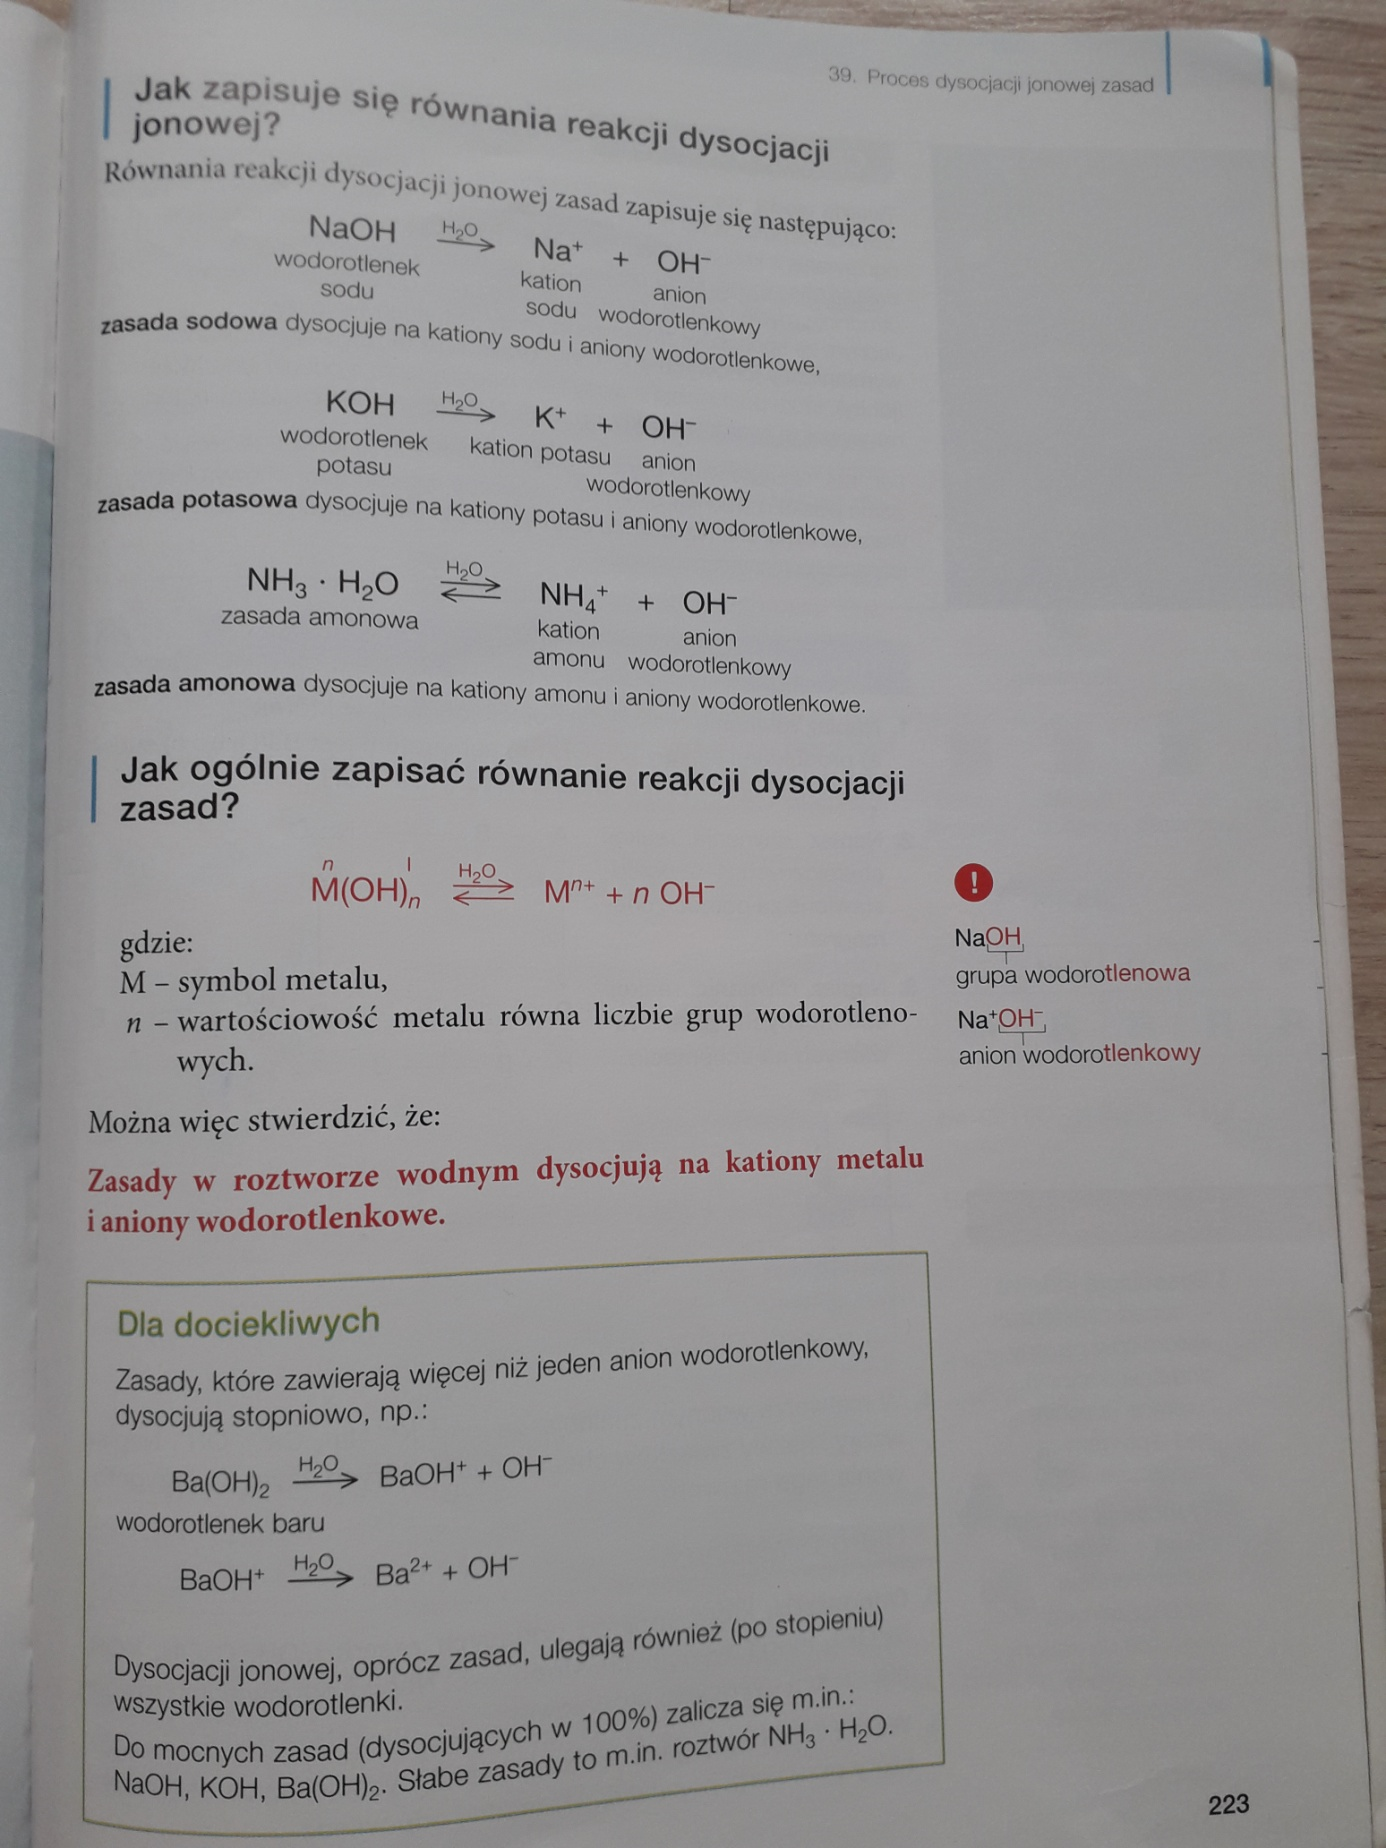 39. Proces dysocjacji jonowej zasad
Jak zapisuje się równania reakcji dysocjacji
jonowej?
Równania reakcji dysocjacji jonowej zasad zapisuje się następująco:
NaOH H₂O→ Na⁺ + OH⁻
wodorotlenek kation anion
sodu sodu wodorotlenkowy
zasada sodowa dysocjuje na kationy sodu i aniony wodorotlenkowe,
KOH H₂O→ K⁺ + OH⁻
wodorotlenek kation potasu anion
potasu wodorotlenkowy
zasada potasowa dysocjuje na kationy potasu i aniony wodorotlenkowe,
NH₃ · H₂O H₂O⇄ NH₄⁺ + OH⁻
zasada amonowa kation anion
amonu wodorotlenkowy
zasada amonowa dysocjuje na kationy amonu i aniony wodorotlenkowe.
Jak ogólnie zapisać równanie reakcji dysocjacji
zasad?
n I
M(OH)ₙ H₂O⇄ Mⁿ⁺ + n OH⁻
gdzie:
M – symbol metalu,
n – wartościowość metalu równa liczbie grup wodorotleno-
wych.
!
NaOH
grupa wodorotlenowa
Na⁺OH⁻
anion wodorotlenkowy
Można więc stwierdzić, że:
Zasady w roztworze wodnym dysocjują na kationy metalu
i aniony wodorotlenkowe.
Dla dociekliwych
Zasady, które zawierają więcej niż jeden anion wodorotlenkowy,
dysocjują stopniowo, np.:
Ba(OH)₂ H₂O→ BaOH⁺ + OH⁻
wodorotlenek baru
BaOH⁺ H₂O→ Ba²⁺ + OH⁻
Dysocjacji jonowej, oprócz zasad, ulegają również (po stopieniu)
wszystkie wodorotlenki.
Do mocnych zasad (dysocjujących w 100%) zalicza się m.in.:
NaOH, KOH, Ba(OH)₂. Słabe zasady to m.in. roztwór NH₃ · H₂O.
223